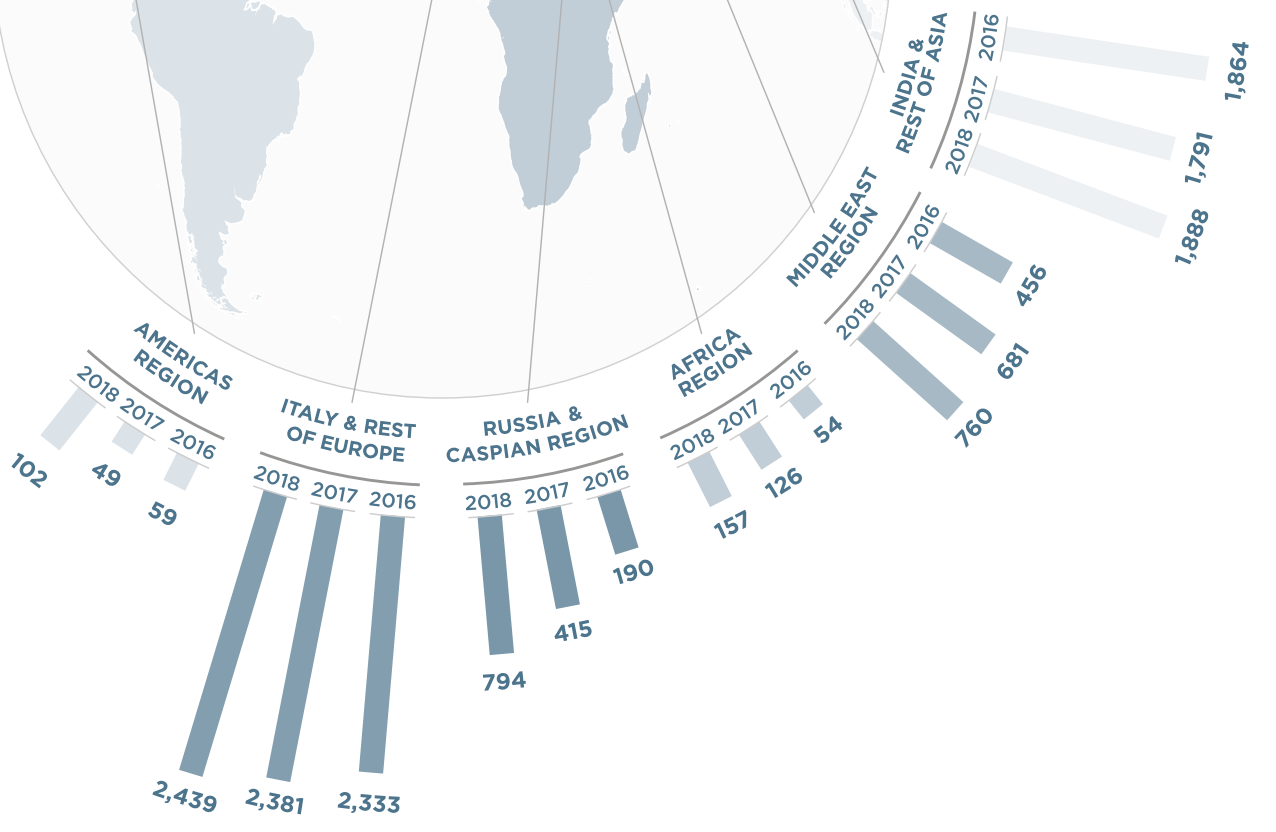 AMERICAS
REGION
2018 2017 2016
102 49 59
ITALY & REST
OF EUROPE
2018 2017 2016
2,439 2,381 2,333
RUSSIA &
CASPIAN REGION
2018 2017 2016
794 415 190
AFRICA
REGION
2018 2017 2016
157 126 54
MIDDLE EAST
REGION
2018 2017 2016
760 681 456
INDIA &
REST OF ASIA
2018 2017 2016
1,888 1,791 1,864